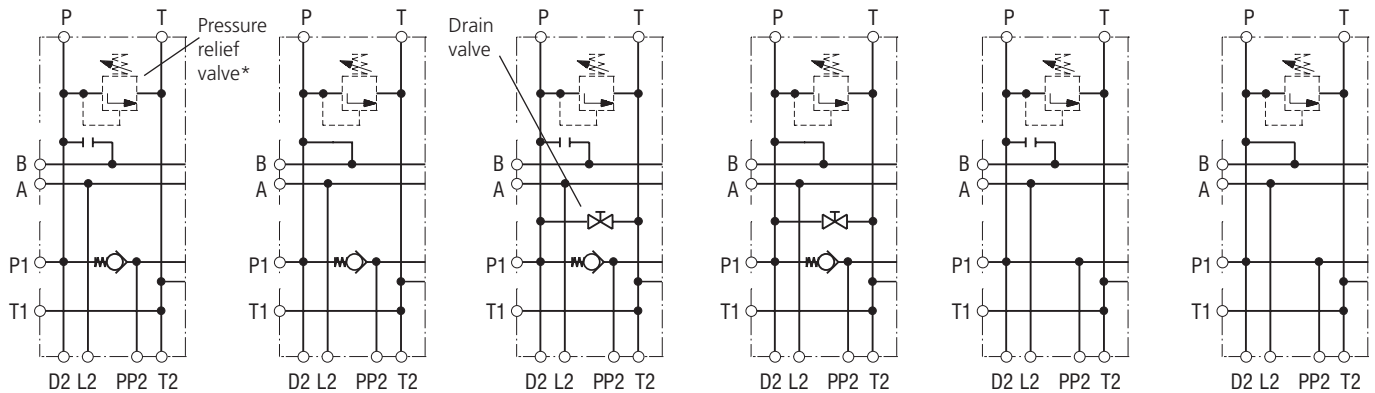 P T P T P T P T P T P T
Pressure
relief
valve*
Drain
valve
B B B B B B
A A A A A A
P1 P1 P1 P1 P1 P1
T1 T1 T1 T1 T1 T1
D2 L2 PP2 T2 D2 L2 PP2 T2 D2 L2 PP2 T2 D2 L2 PP2 T2 D2 L2 PP2 T2 D2 L2 PP2 T2